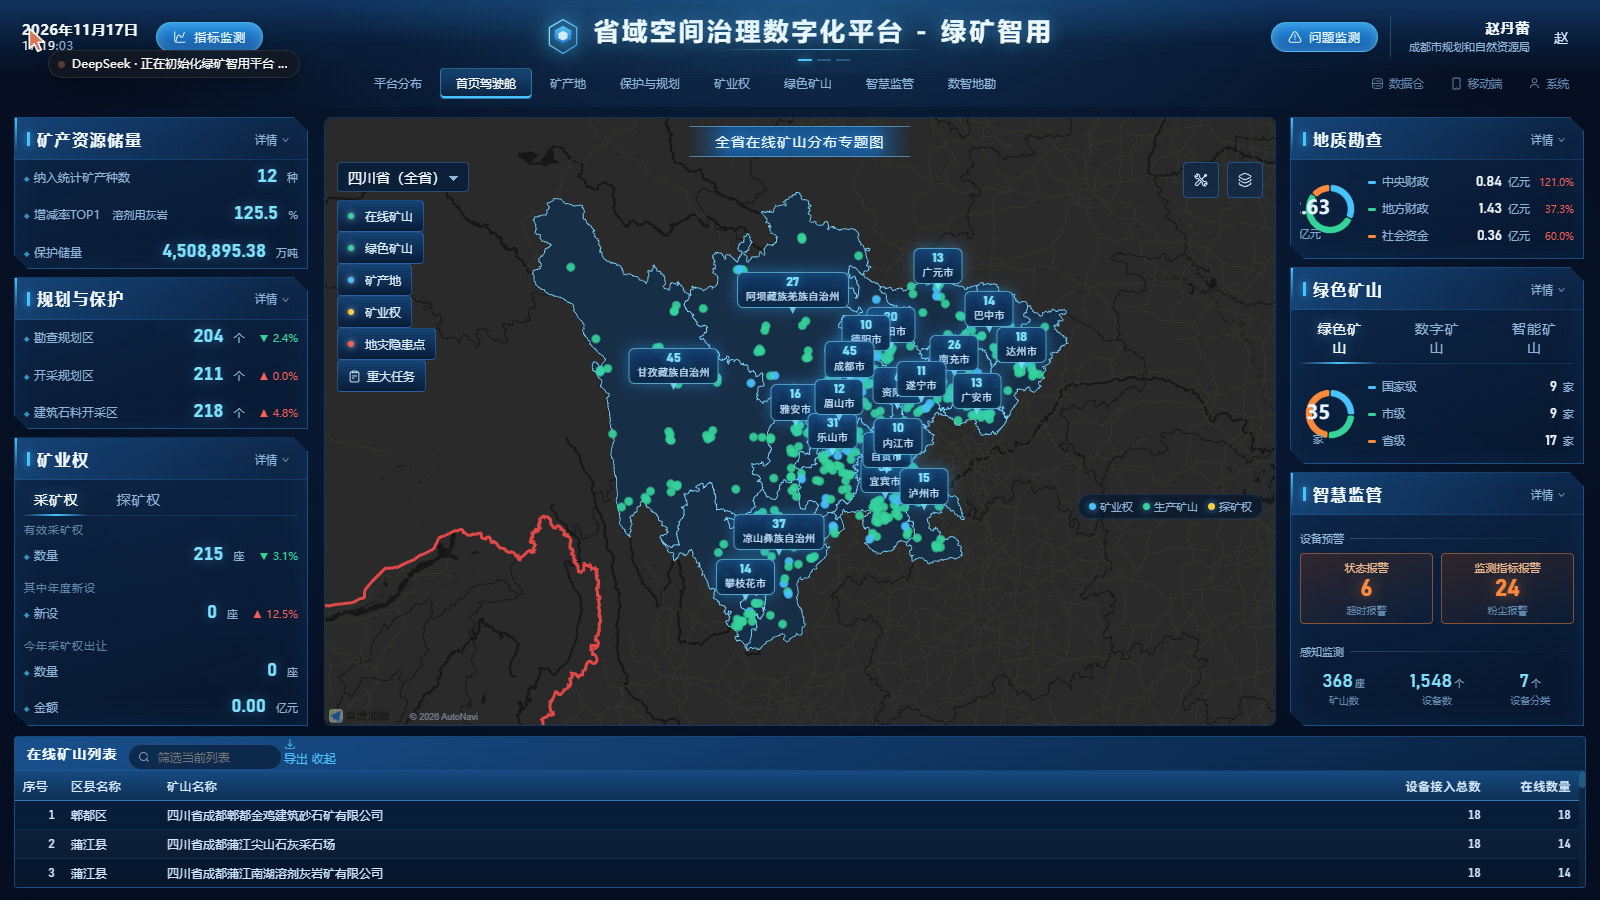 2026年11月17日
19:03
指标监测
DeepSeek · 正在初始化绿矿智用平台 ...
省域空间治理数字化平台 - 绿矿智用
问题监测
赵丹蕾
成都市规划和自然资源局
赵
平台分布
首页驾驶舱
矿产地
保护与规划
矿业权
绿色矿山
智慧监管
数智地勘
数据仓
移动端
系统
矿产资源储量
详情
纳入统计矿产种数 12 种
增减率TOP1 溶剂用灰岩 125.5 %
保护储量 4,508,895.38 万吨
规划与保护
详情
勘查规划区 204 个 ▼ 2.4%
开采规划区 211 个 ▲ 0.0%
建筑石料开采区 218 个 ▲ 4.8%
矿业权
详情
采矿权 探矿权
有效采矿权
数量 215 座 ▼ 3.1%
其中年度新设
新设 0 座 ▲ 12.5%
今年采矿权出让
数量 0 座
金额 0.00 亿元
全省在线矿山分布专题图
四川省（全省）
在线矿山
绿色矿山
矿产地
矿业权
地灾隐患点
重大任务
13
广元市
27
阿坝藏族羌族自治州
14
巴中市
20
阳市
10
德阳市
18
达州市
26
南充市
45
成都市
45
甘孜藏族自治州
11
遂宁市
13
广安市
12
眉山市
资阳
16
雅安市
31
乐山市
10
内江市
自贡市
宜宾市
15
泸州市
37
凉山彝族自治州
14
攀枝花市
矿业权 生产矿山 探矿权
高德地图
© 2026 AutoNavi
地质勘查
详情
.63
亿元
中央财政 0.84 亿元 121.0%
地方财政 1.43 亿元 37.3%
社会资金 0.36 亿元 60.0%
绿色矿山
详情
绿色矿山
数字矿山
智能矿山
35
家
国家级 9 家
市级 9 家
省级 17 家
智慧监管
详情
设备预警
状态报警
6
超时报警
监测指标报警
24
粉尘报警
感知监测
368座
矿山数
1,548个
设备数
7个
设备分类
在线矿山列表
筛选当前列表
导出 收起
序号 区县名称 矿山名称 设备接入总数 在线数量
1 郫都区 四川省成都郫都金鸡建筑砂石矿有限公司 18 18
2 蒲江县 四川省成都蒲江尖山石灰采石场 18 14
3 蒲江县 四川省成都蒲江南湖溶剂灰岩矿有限公司 18 14